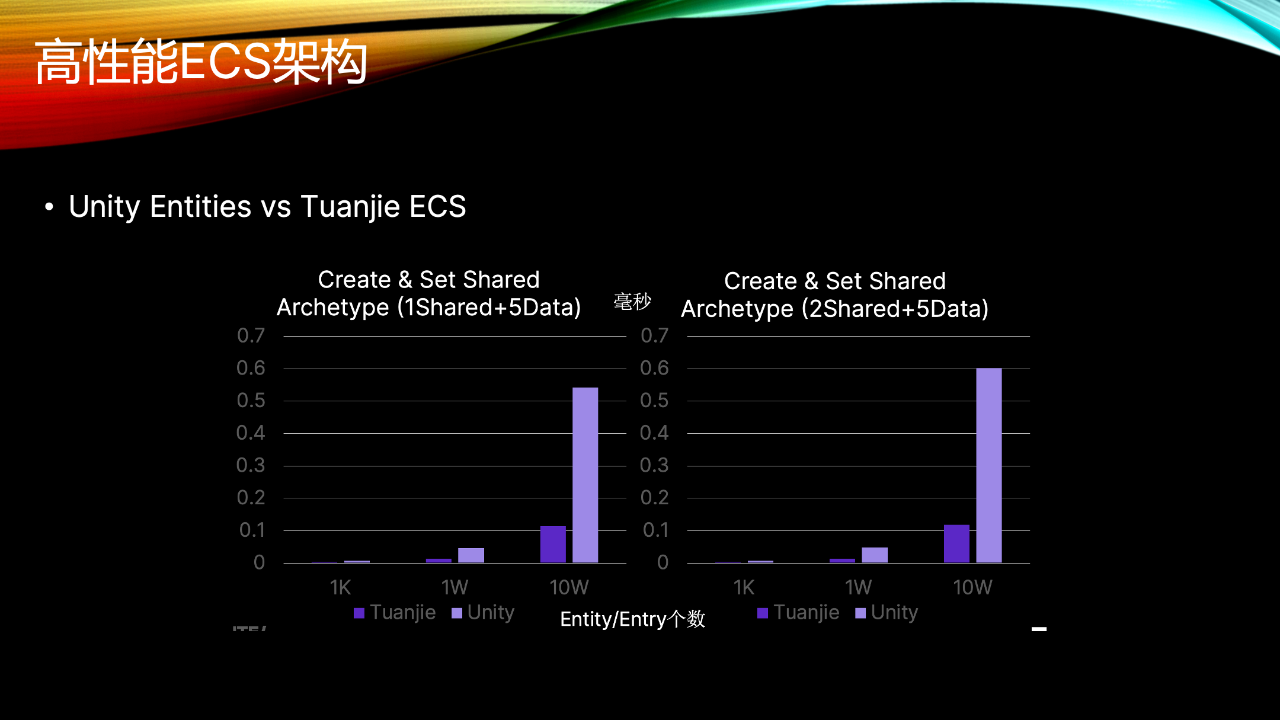 高性能ECS架构
• Unity Entities vs Tuanjie ECS
Create & Set Shared
Archetype (1Shared+5Data)
毫秒
Create & Set Shared
Archetype (2Shared+5Data)
0.7
0.6
0.5
0.4
0.3
0.2
0.1
0
1K 1W 10W
Tuanjie Unity
0.7
0.6
0.5
0.4
0.3
0.2
0.1
0
1K 1W 10W
Tuanjie Unity
Entity/Entry个数